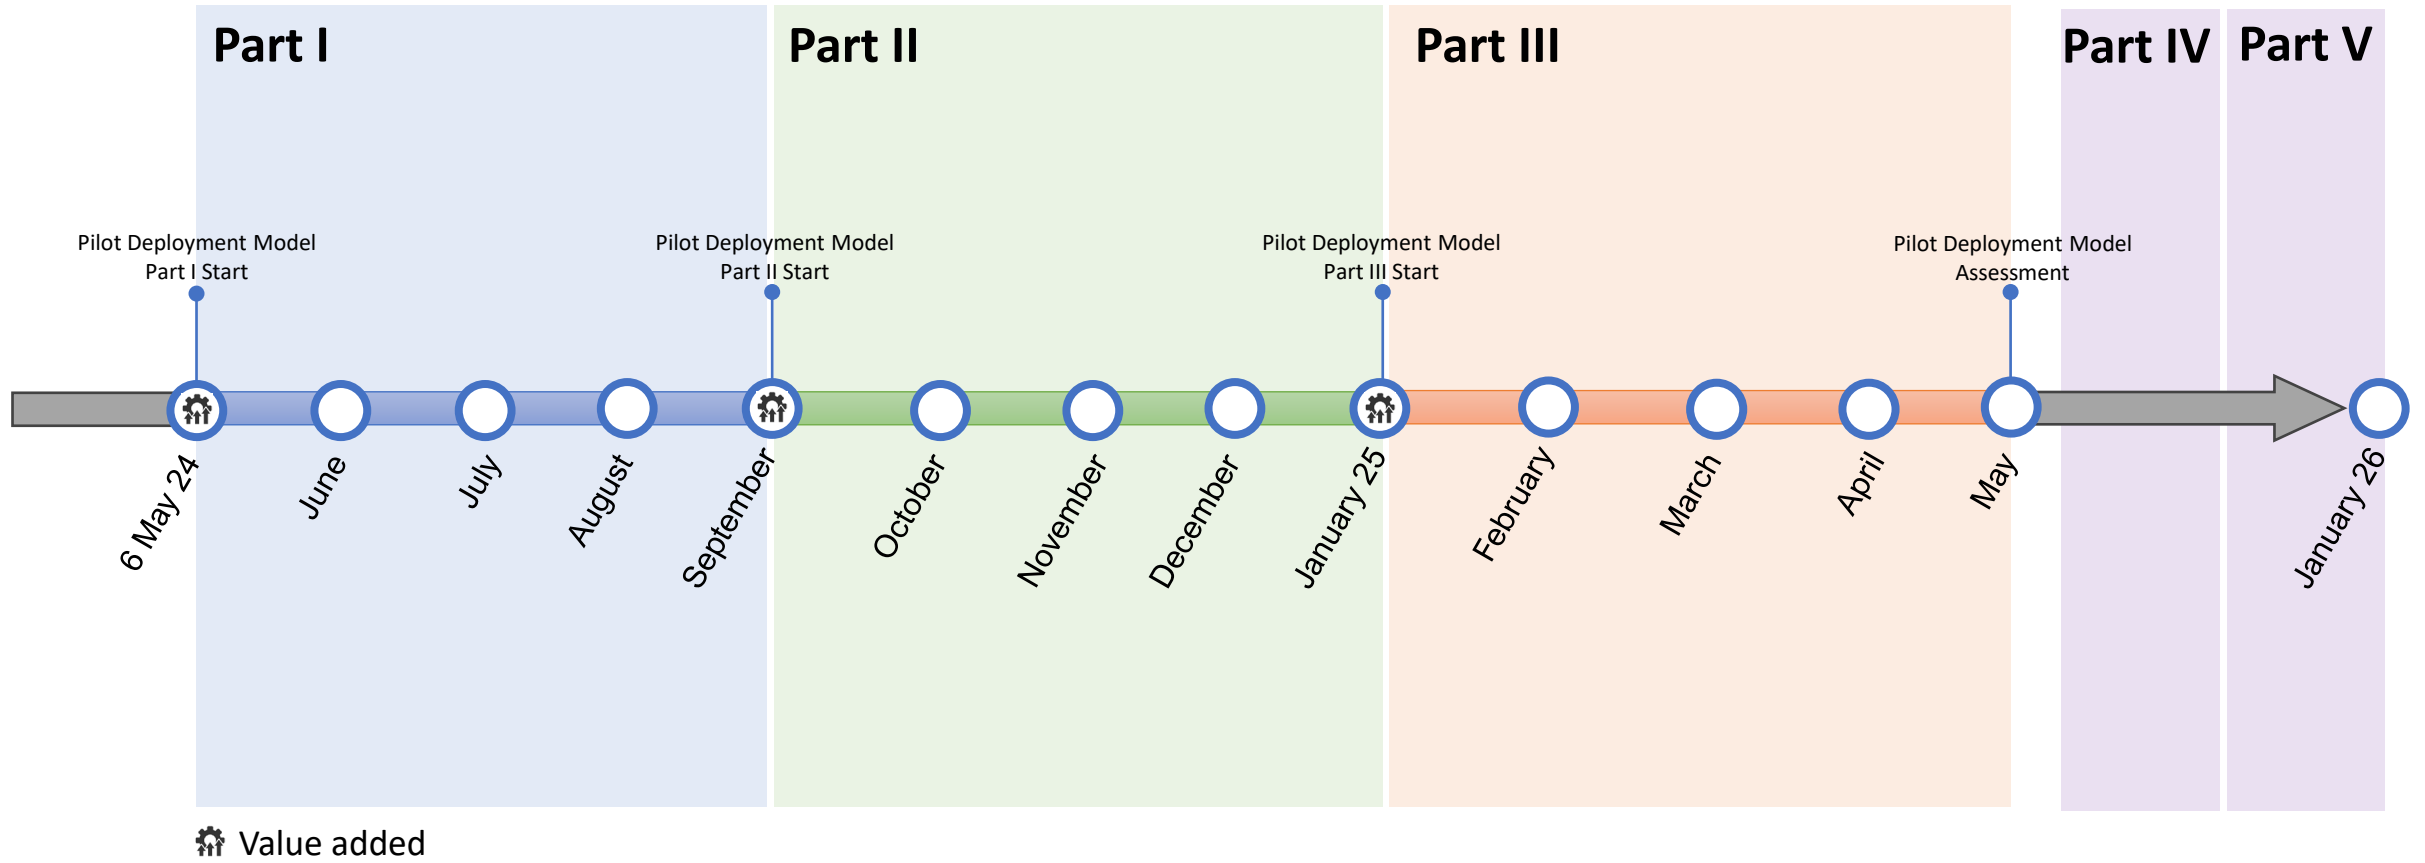 Part I
Part II
Part III
Part IV
Part V
Pilot Deployment Model
Part I Start
Pilot Deployment Model
Part II Start
Pilot Deployment Model
Part III Start
Pilot Deployment Model
Assessment
6 May 24
June
July
August
September
October
November
December
January 25
February
March
April
May
January 26
Value added